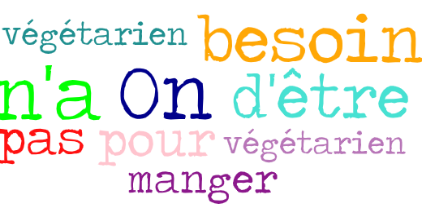 végétarien besoin
n'a On d'être
pas pour végétarien
manger